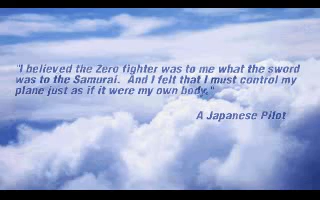 "I believed the Zero fighter was to me what the sword
was to the Samurai. And I felt that I must control my
plane just as if it were my own body."
A Japanese Pilot